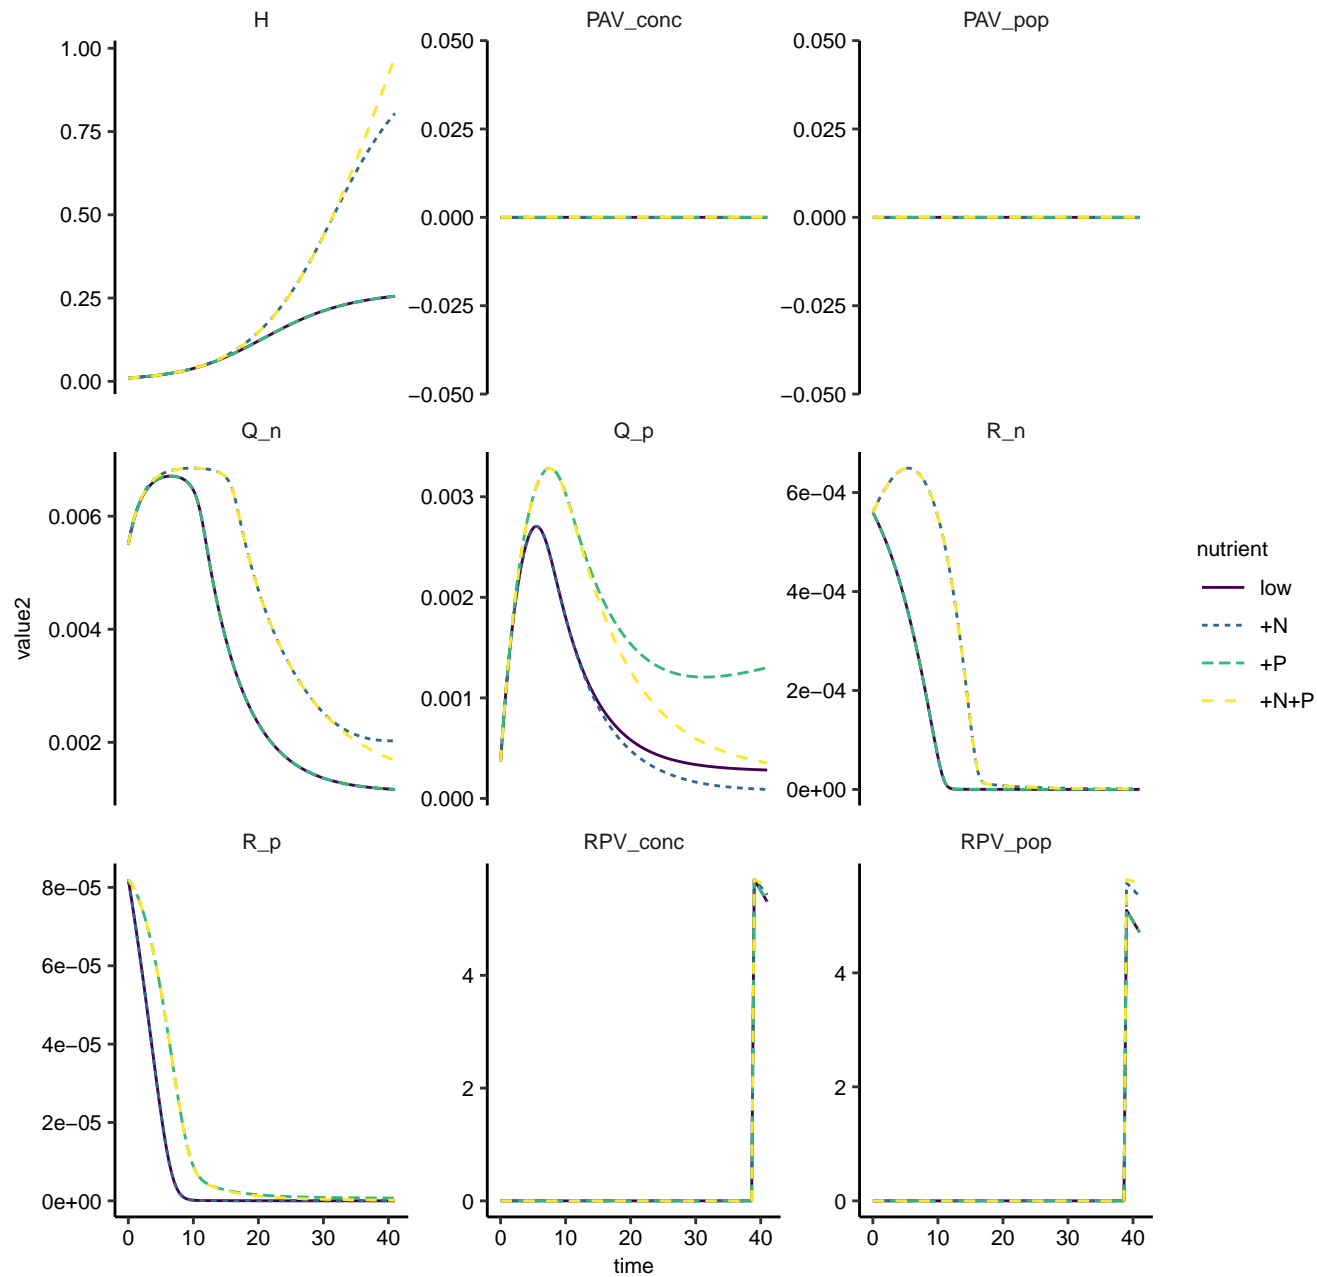 H
PAV_conc
PAV_pop
1.00
0.75
0.50
0.25
0.00
0.050
0.025
0.000
−0.025
−0.050
0.050
0.025
0.000
−0.025
−0.050
Q_n
Q_p
R_n
0.006
0.004
0.002
0.003
0.002
0.001
0.000
6e−04
4e−04
2e−04
0e+00
R_p
RPV_conc
RPV_pop
8e−05
6e−05
4e−05
2e−05
0e+00
4
2
0
4
2
0
0 10 20 30 40
0 10 20 30 40
0 10 20 30 40
time
value2
nutrient
low
+N
+P
+N+P